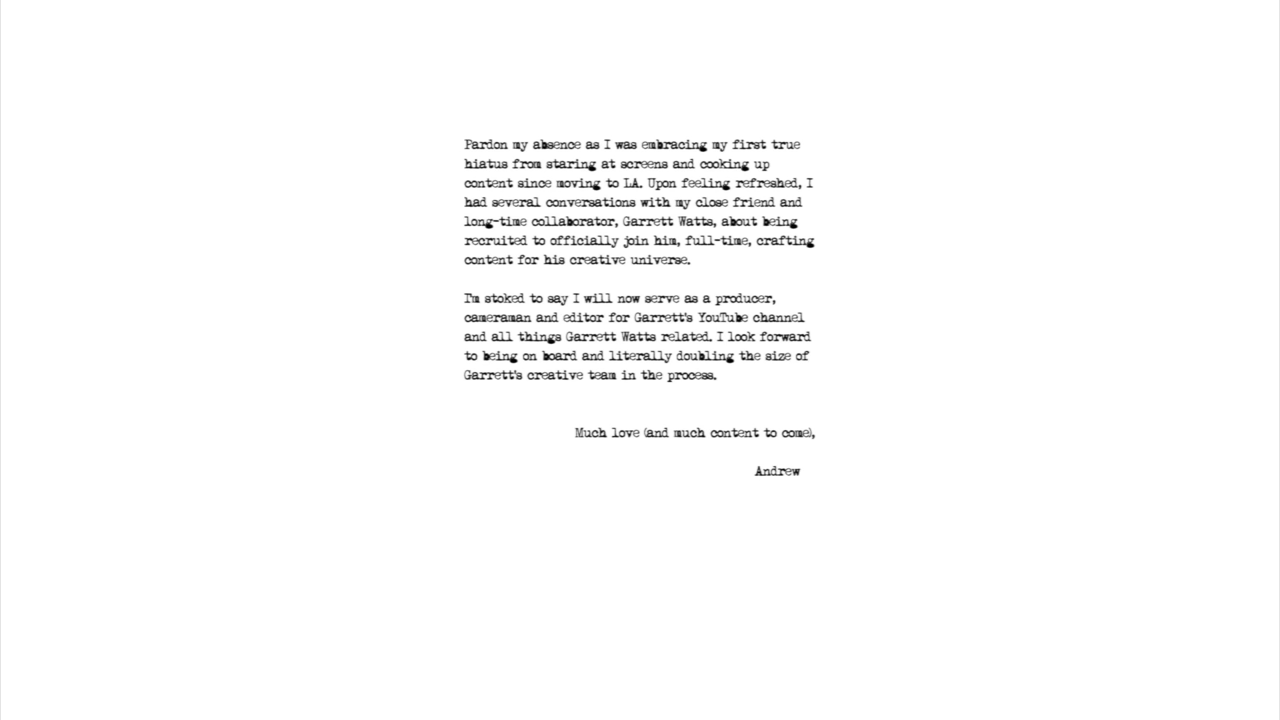 Pardon my absence as I was embracing my first true
hiatus from staring at screens and cooking up
content since moving to LA. Upon feeling refreshed, I
had several conversations with my close friend and
long-time collaborator, Garrett Watts, about being
recruited to officially join him, full-time, crafting
content for his creative universe.
I'm stoked to say I will now serve as a producer,
cameraman and editor for Garrett's YouTube channel
and all things Garrett Watts related. I look forward
to being on board and literally doubling the size of
Garrett's creative team in the process.
Much love (and much content to come),
Andrew